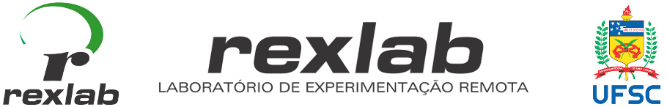 r
rexlab
rexlab
LABORATÓRIO DE EXPERIMENTAÇÃO REMOTA
UFSC